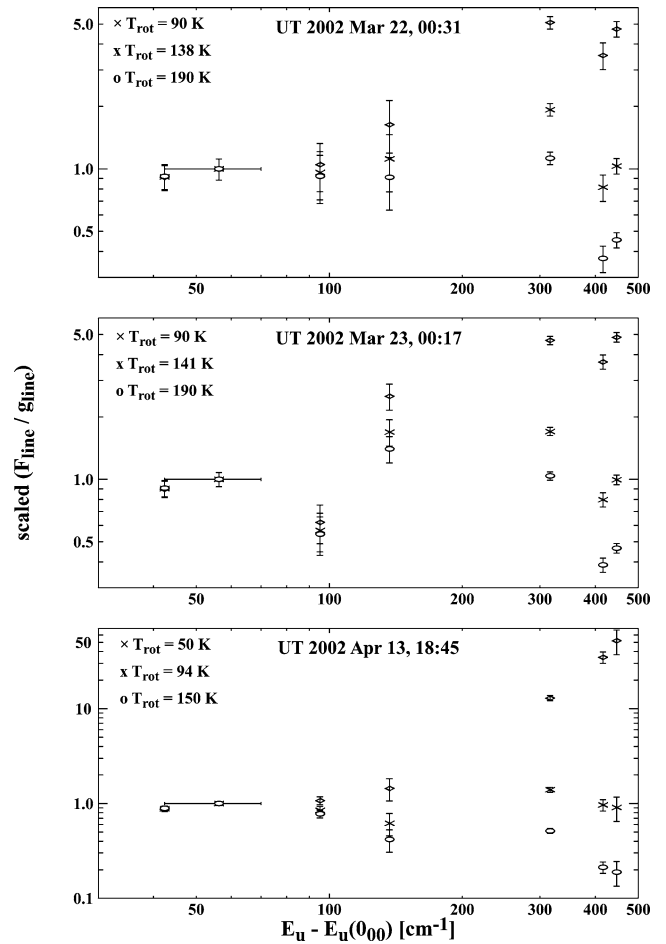 UT 2002 Mar 22, 00:31
× T_rot = 90 K
x T_rot = 138 K
o T_rot = 190 K
5.0
1.0
0.5
50 100 200 300 400 500
UT 2002 Mar 23, 00:17
× T_rot = 90 K
x T_rot = 141 K
o T_rot = 190 K
5.0
1.0
0.5
50 100 200 300 400 500
scaled (F_line / g_line)
UT 2002 Apr 13, 18:45
× T_rot = 50 K
x T_rot = 94 K
o T_rot = 150 K
50
10
1.0
0.1
50 100 200 300 400 500
E_u - E_u(0_00) [cm^-1]